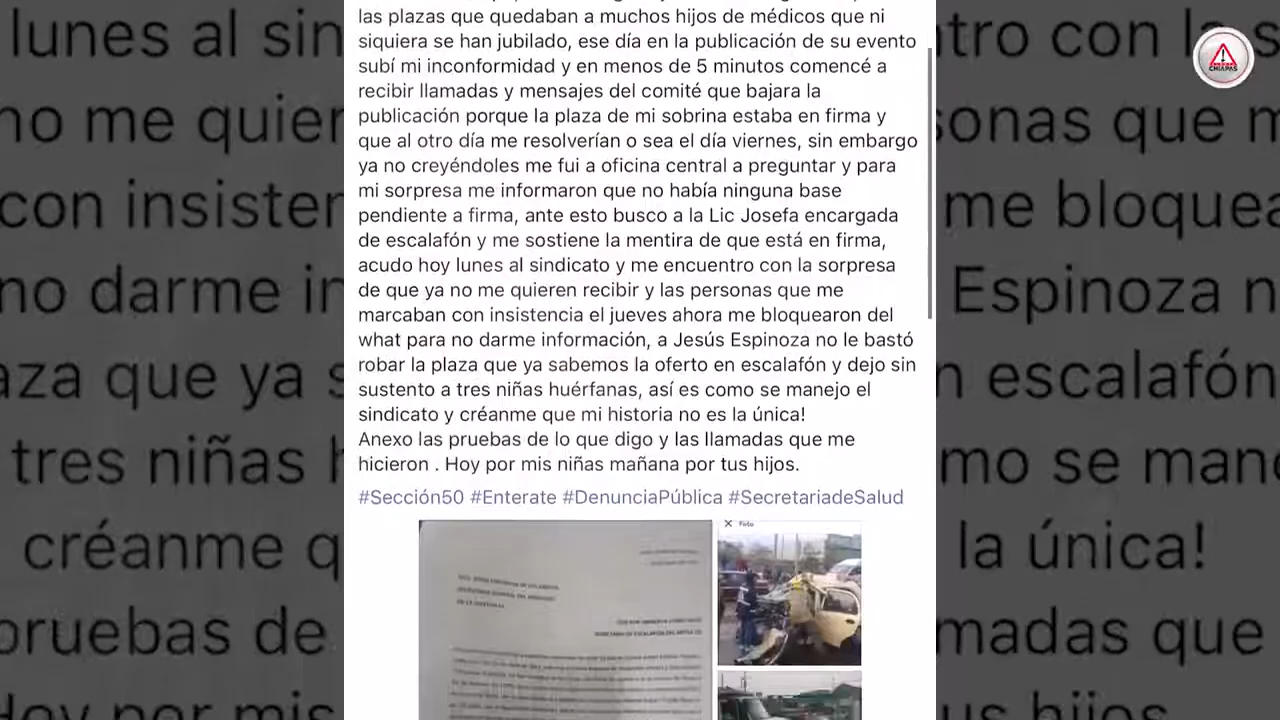 las plazas que quedaban a muchos hijos de médicos que ni
siquiera se han jubilado, ese día en la publicación de su evento
subí mi inconformidad y en menos de 5 minutos comencé a
recibir llamadas y mensajes del comité que bajara la
publicación porque la plaza de mi sobrina estaba en firma y
que al otro día me resolverían o sea el día viernes, sin embargo
ya no creyéndoles me fui a oficina central a preguntar y para
mi sorpresa me informaron que no había ninguna base
pendiente a firma, ante esto busco a la Lic Josefa encargada
de escalafón y me sostiene la mentira de que está en firma,
acudo hoy lunes al sindicato y me encuentro con la sorpresa
de que ya no me quieren recibir y las personas que me
marcaban con insistencia el jueves ahora me bloquearon del
what para no darme información, a Jesús Espinoza no le bastó
robar la plaza que ya sabemos la oferto en escalafón y dejo sin
sustento a tres niñas huérfanas, así es como se manejo el
sindicato y créanme que mi historia no es la única!
Anexo las pruebas de lo que digo y las llamadas que me
hicieron . Hoy por mis niñas mañana por tus hijos.
#Sección50 #Enterate #DenunciaPública #SecretariadeSalud
Foto
CHIAPAS